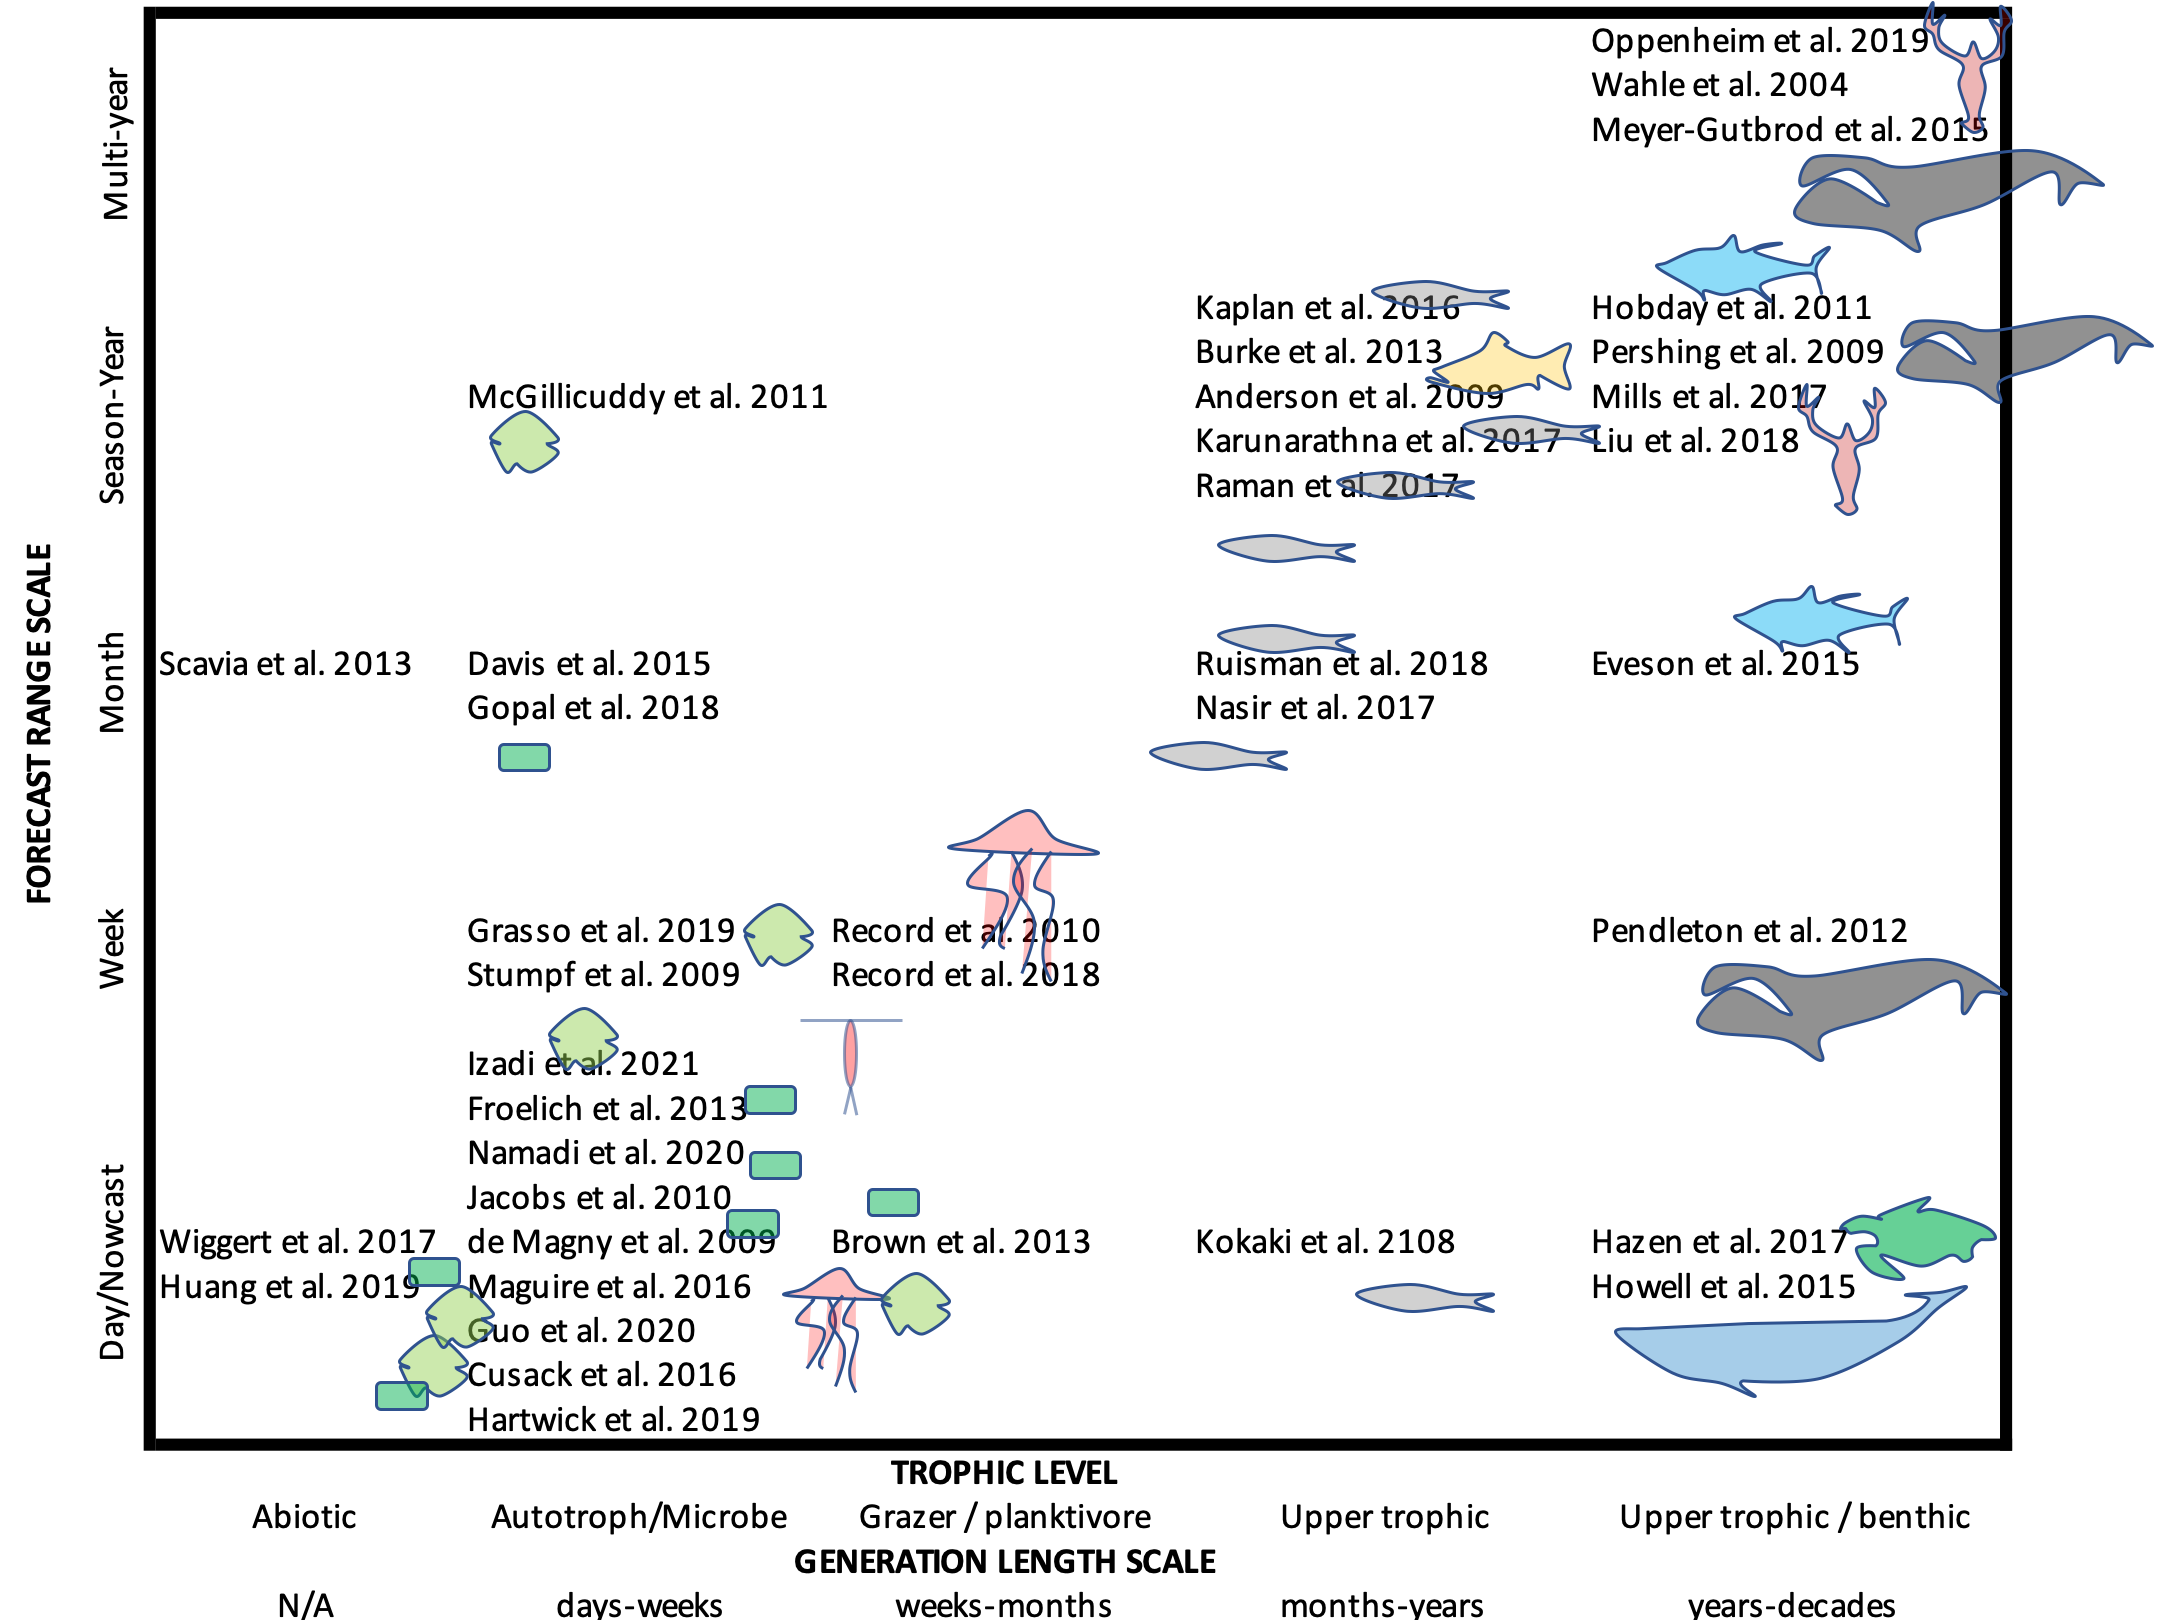 Oppenheim et al. 2019
Wahle et al. 2004
Meyer-Gutbrod et al. 2015
Multi-year
Kaplan et al. 2016
Burke et al. 2013
Anderson et al. 2009
Karunarathna et al. 2017
Raman et al. 2017
Hobday et al. 2011
Pershing et al. 2009
Mills et al. 2017
Liu et al. 2018
McGillicuddy et al. 2011
Season-Year
FORECAST RANGE SCALE
Month
Scavia et al. 2013
Davis et al. 2015
Gopal et al. 2018
Ruisman et al. 2018
Nasir et al. 2017
Eveson et al. 2015
Week
Grasso et al. 2019
Stumpf et al. 2009
Record et al. 2010
Record et al. 2018
Pendleton et al. 2012
Day/Nowcast
Wiggert et al. 2017
Huang et al. 2019
Izadi et al. 2021
Froelich et al. 2013
Namadi et al. 2020
Jacobs et al. 2010
de Magny et al. 2009
Maguire et al. 2016
Guo et al. 2020
Cusack et al. 2016
Hartwick et al. 2019
Brown et al. 2013
Kokaki et al. 2108
Hazen et al. 2017
Howell et al. 2015
TROPHIC LEVEL
Abiotic
Autotroph/Microbe
Grazer / planktivore
Upper trophic
Upper trophic / benthic
GENERATION LENGTH SCALE
N/A
days-weeks
weeks-months
months-years
years-decades